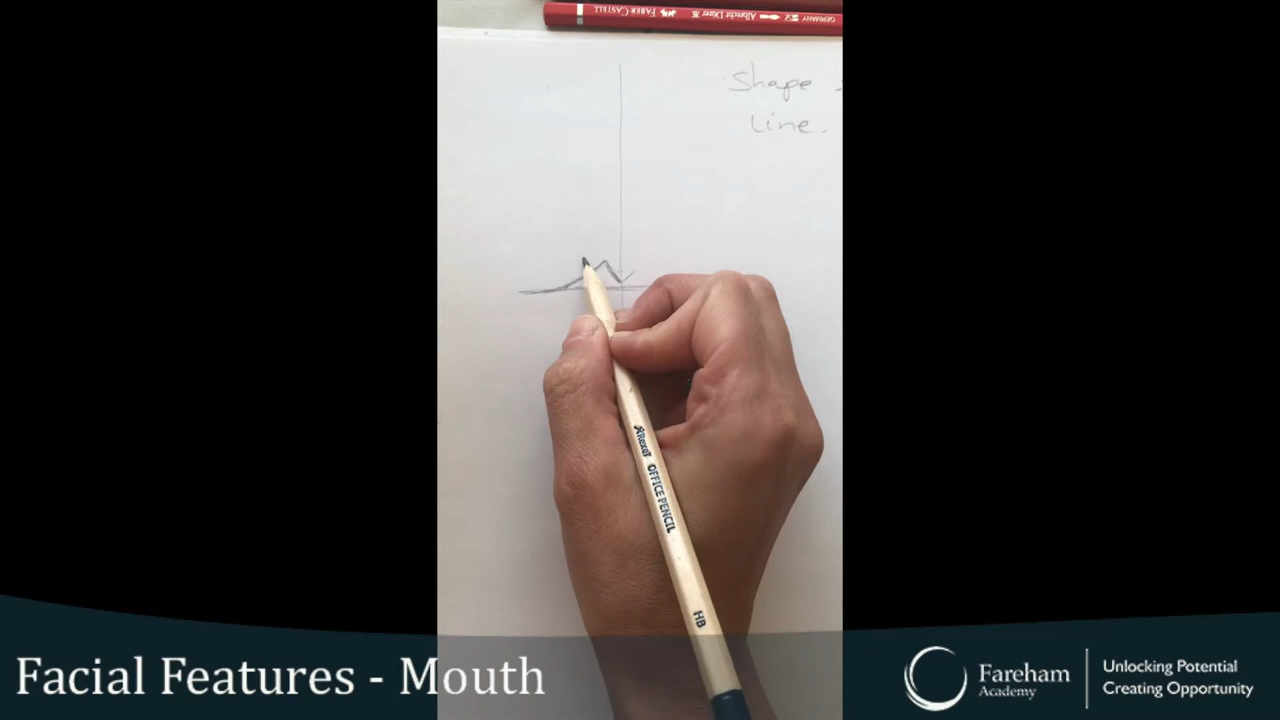 FABER CASTELL Albrecht Dürer GERMANY
Shape
Line.
Rexel OFFICE PENCIL
HB
Facial Features - Mouth
Fareham
Academy
Unlocking Potential
Creating Opportunity